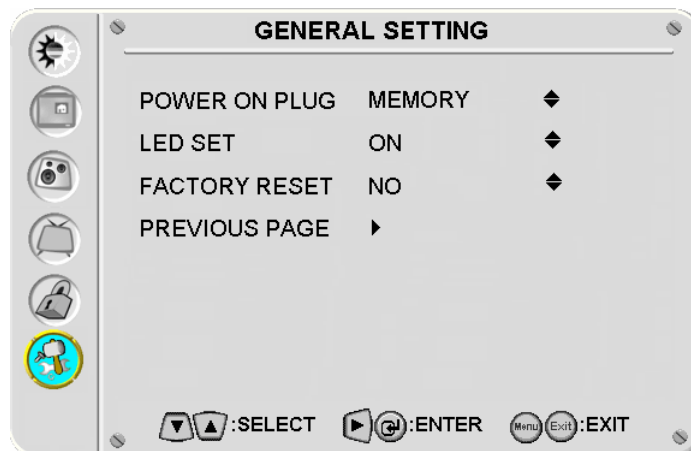 GENERAL SETTING
POWER ON PLUG MEMORY
LED SET ON
FACTORY RESET NO
PREVIOUS PAGE
:SELECT :ENTER Menu Exit :EXIT